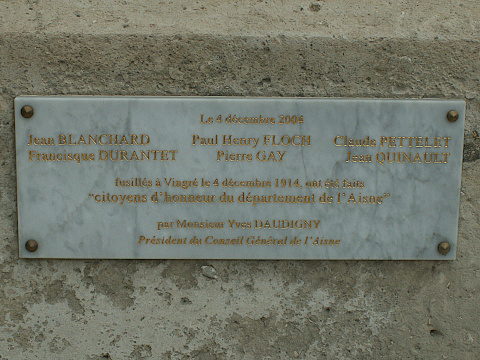 Le 4 décembre 2004
Jean BLANCHARD Paul Henry FLOCH Claude PETTELET
Francisque DURANTET Pierre GAY Jean QUINAULT
fusillés à Vingré le 4 décembre 1914, ont été faits
"citoyens d'honneur du département de l'Aisne"
par Monsieur Yves DAUDIGNY
Président du Conseil Général de l'Aisne